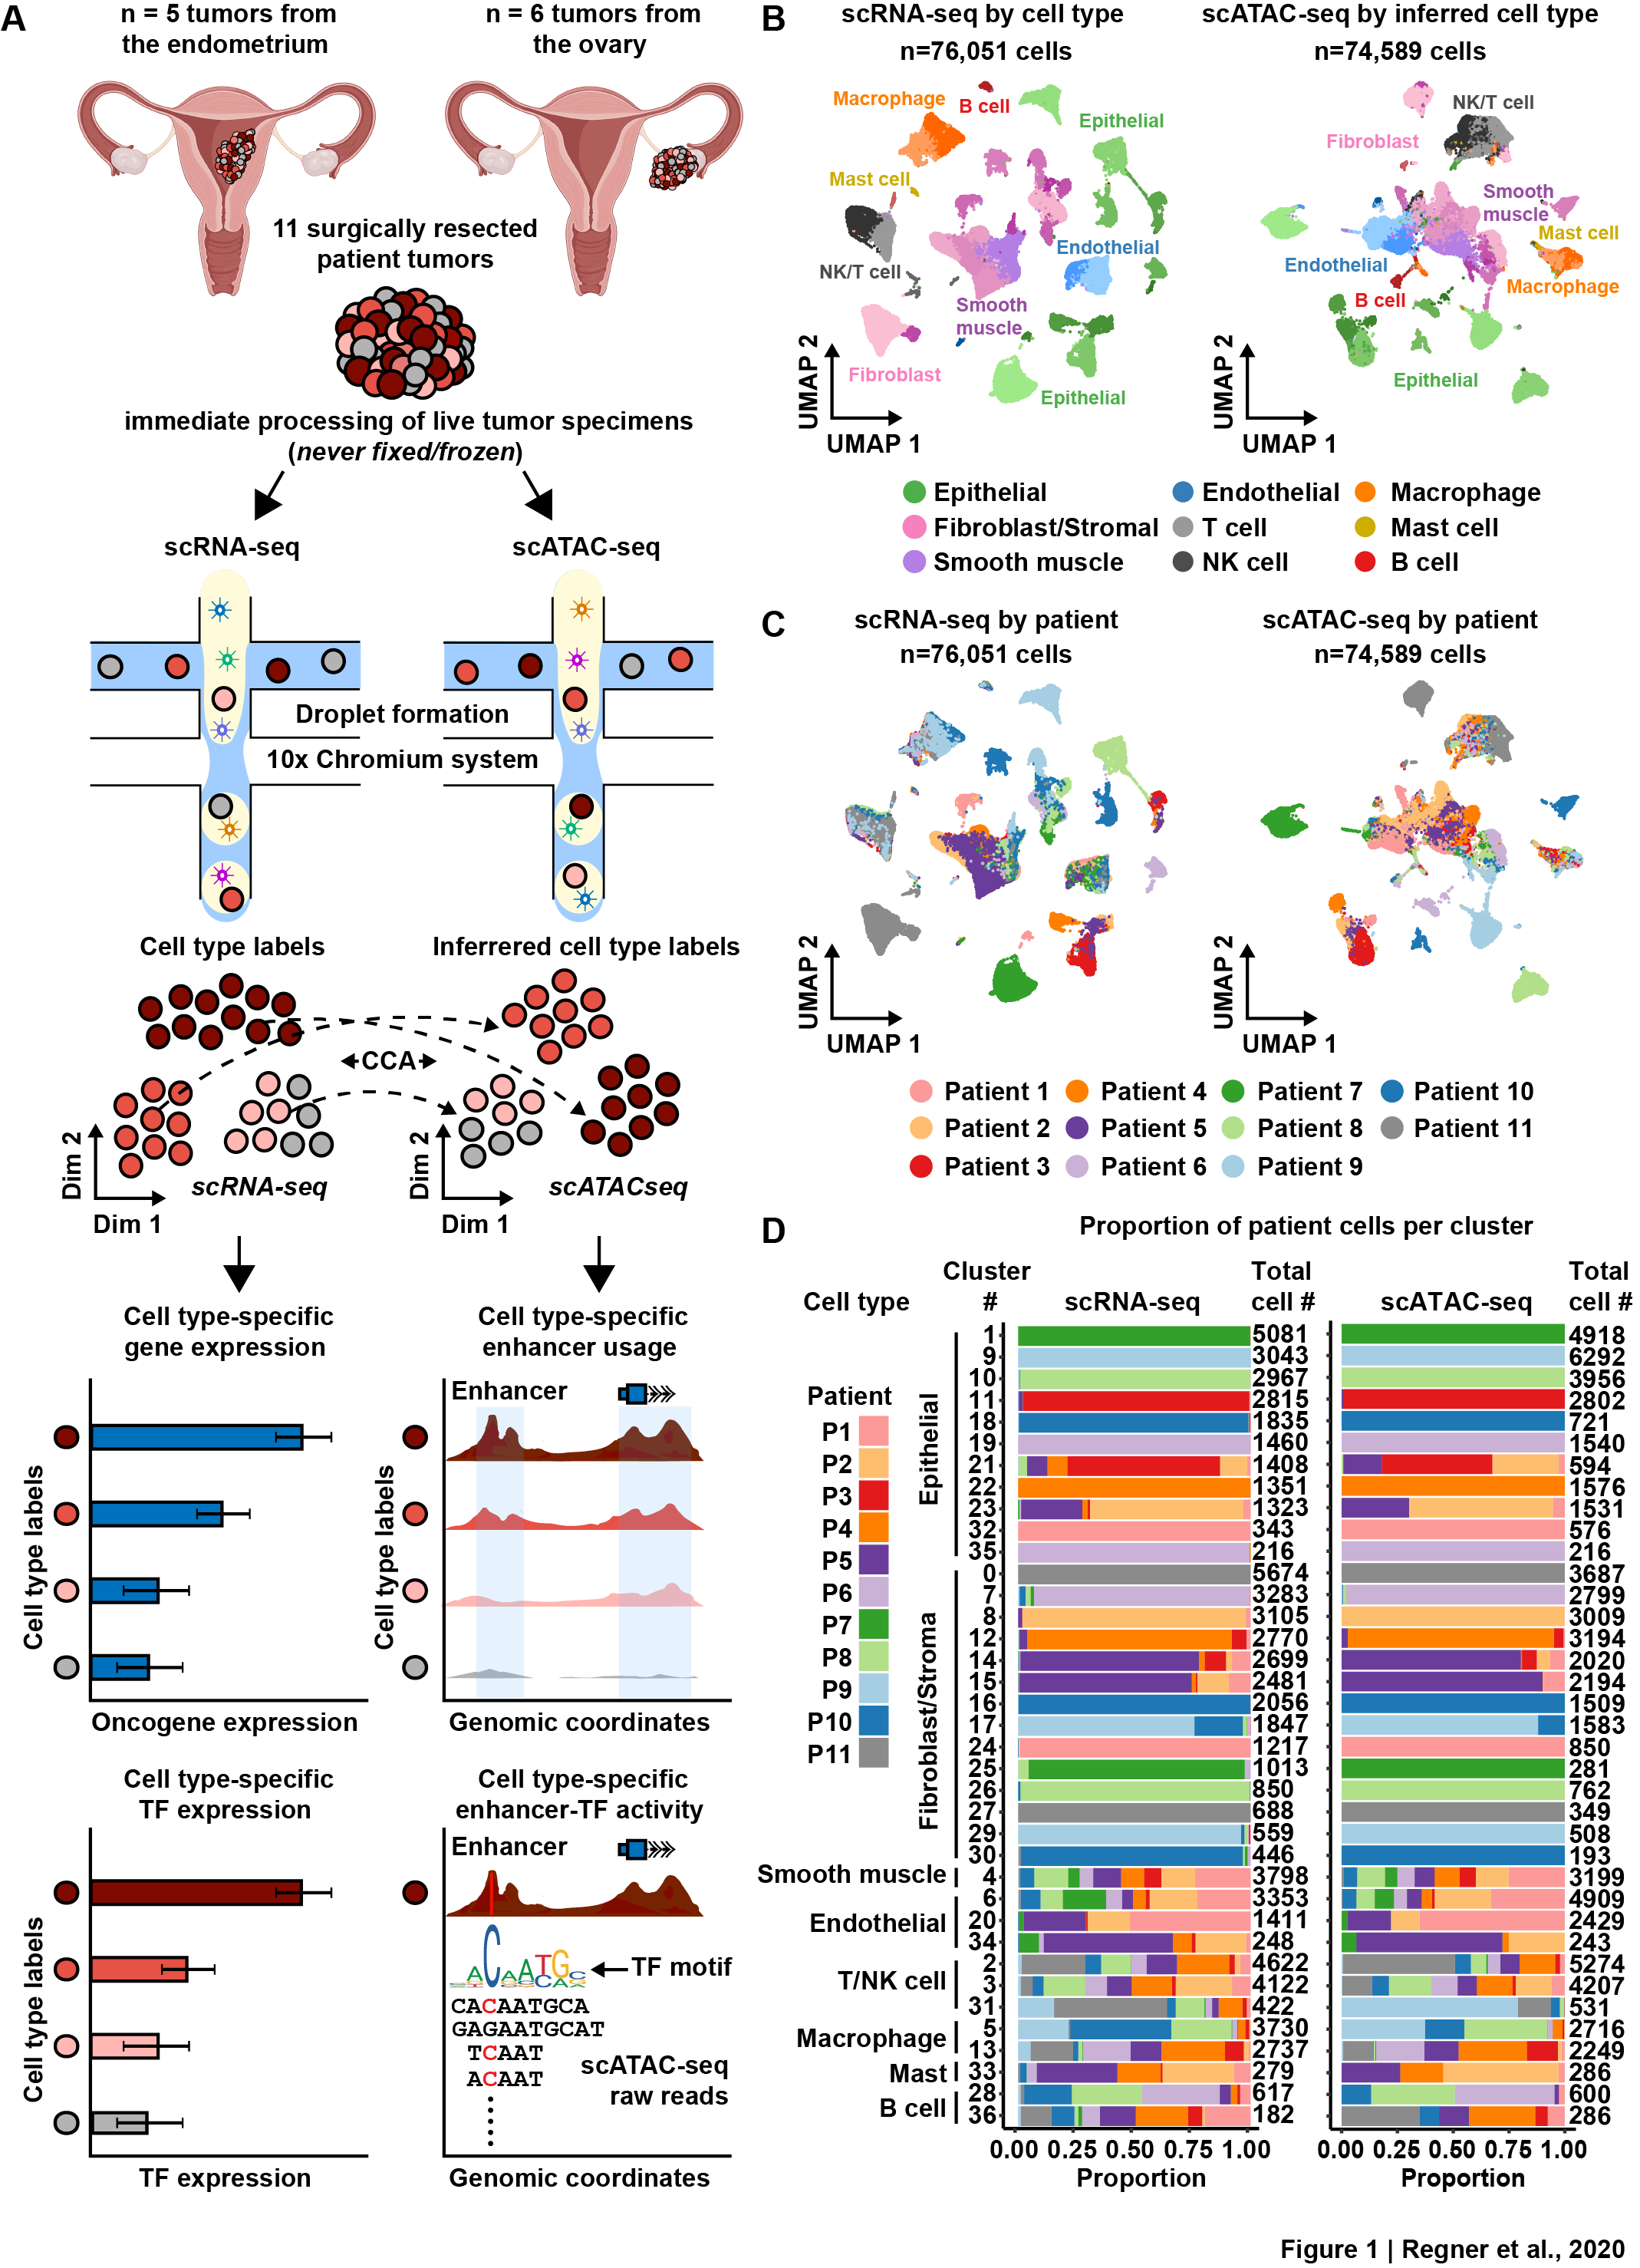 A
n = 5 tumors from
the endometrium
n = 6 tumors from
the ovary
11 surgically resected
patient tumors
immediate processing of live tumor specimens
(never fixed/frozen)
scRNA-seq
scATAC-seq
Droplet formation
10x Chromium system
Cell type labels
Inferrered cell type labels
CCA
Dim 2
Dim 1
scRNA-seq
Dim 2
Dim 1
scATACseq
Cell type-specific
gene expression
Cell type labels
Oncogene expression
Cell type-specific
enhancer usage
Enhancer
Cell type labels
Genomic coordinates
Cell type-specific
TF expression
Cell type labels
TF expression
Cell type-specific
enhancer-TF activity
Enhancer
TF motif
CACAATGCA
GAGAATGCAT
TCAAT
ACAAT
scATAC-seq
raw reads
Genomic coordinates
B
scRNA-seq by cell type
n=76,051 cells
Macrophage
B cell
Epithelial
Mast cell
NK/T cell
Endothelial
Smooth
muscle
Fibroblast
Epithelial
UMAP 2
UMAP 1
scATAC-seq by inferred cell type
n=74,589 cells
NK/T cell
Fibroblast
Smooth
muscle
Mast cell
Endothelial
Macrophage
B cell
Epithelial
UMAP 2
UMAP 1
Epithelial
Endothelial
Macrophage
Fibroblast/Stromal
T cell
Mast cell
Smooth muscle
NK cell
B cell
C
scRNA-seq by patient
n=76,051 cells
UMAP 2
UMAP 1
scATAC-seq by patient
n=74,589 cells
UMAP 2
UMAP 1
Patient 1
Patient 4
Patient 7
Patient 10
Patient 2
Patient 5
Patient 8
Patient 11
Patient 3
Patient 6
Patient 9
D
Proportion of patient cells per cluster
Cell type
Cluster
#
scRNA-seq
Total
cell #
scATAC-seq
Total
cell #
Patient
P1
P2
P3
P4
P5
P6
P7
P8
P9
P10
P11
Epithelial
1 5081 4918
9 3043 6292
10 2967 3956
11 2815 2802
18 1835 721
19 1460 1540
21 1408 594
22 1351 1576
23 1323 1531
32 343 576
35 216 216
Fibroblast/Stroma
0 5674 3687
7 3283 2799
8 3105 3009
12 2770 3194
14 2699 2020
15 2481 2194
16 2056 1509
17 1847 1583
24 1217 850
25 1013 281
26 850 762
27 688 349
29 559 508
30 446 193
Smooth muscle
4 3798 3199
Endothelial
6 3353 4909
20 1411 2429
34 248 243
T/NK cell
2 4622 5274
3 4122 4207
31 422 531
Macrophage
5 3730 2716
13 2737 2249
Mast
33 279 286
B cell
28 617 600
36 182 286
0.00 0.25 0.50 0.75 1.00
Proportion
0.00 0.25 0.50 0.75 1.00
Proportion
Figure 1 | Regner et al., 2020